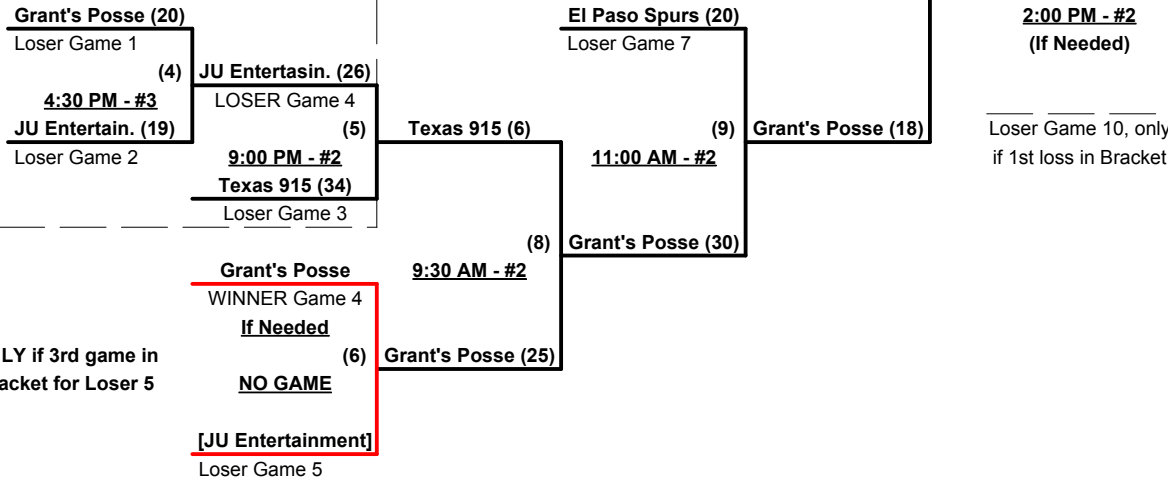 Grant's Posse (20)
Loser Game 1
(4)
4:30 PM - #3
JU Entertain. (19)
Loser Game 2
JU Entertasin. (26)
LOSER Game 4
(5)
9:00 PM - #2
Texas 915 (34)
Loser Game 3
Texas 915 (6)
(8)
9:30 AM - #2
Grant's Posse
WINNER Game 4
If Needed
(6)
NO GAME
[JU Entertainment]
Loser Game 5
LY if 3rd game in
acket for Loser 5
Grant's Posse (25)
El Paso Spurs (20)
Loser Game 7
(9)
11:00 AM - #2
Grant's Posse (30)
Grant's Posse (18)
2:00 PM - #2
(If Needed)
Loser Game 10, only
if 1st loss in Bracket